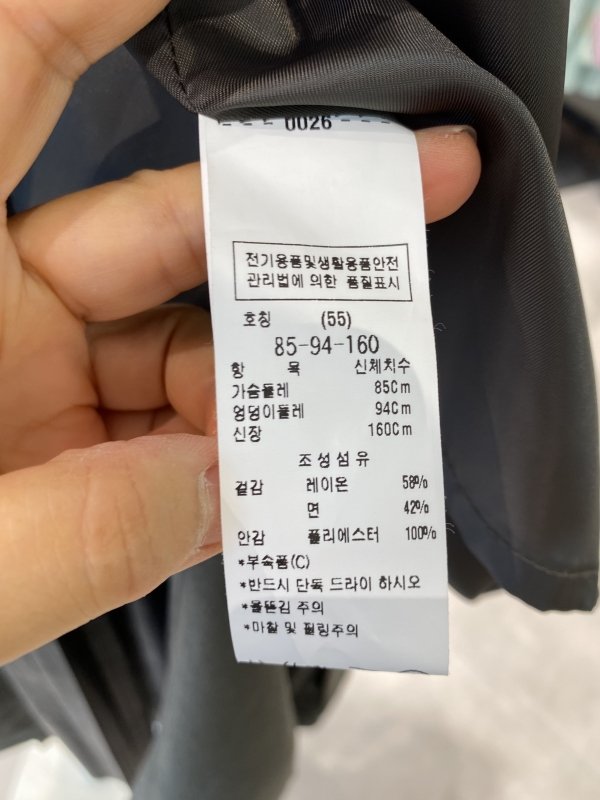 0026
전기용품및생활용품안전
관리법에 의한 품질표시
호칭 (55)
85-94-160
항 목 신체치수
가슴둘레 85Cm
엉덩이둘레 94Cm
신장 160Cm
조성섬유
겉감 레이온 58%
면 42%
안감 폴리에스터 100%
*부속품(C)
*반드시 단독 드라이 하시오
*올뜯김 주의
*마찰 및 필링주의